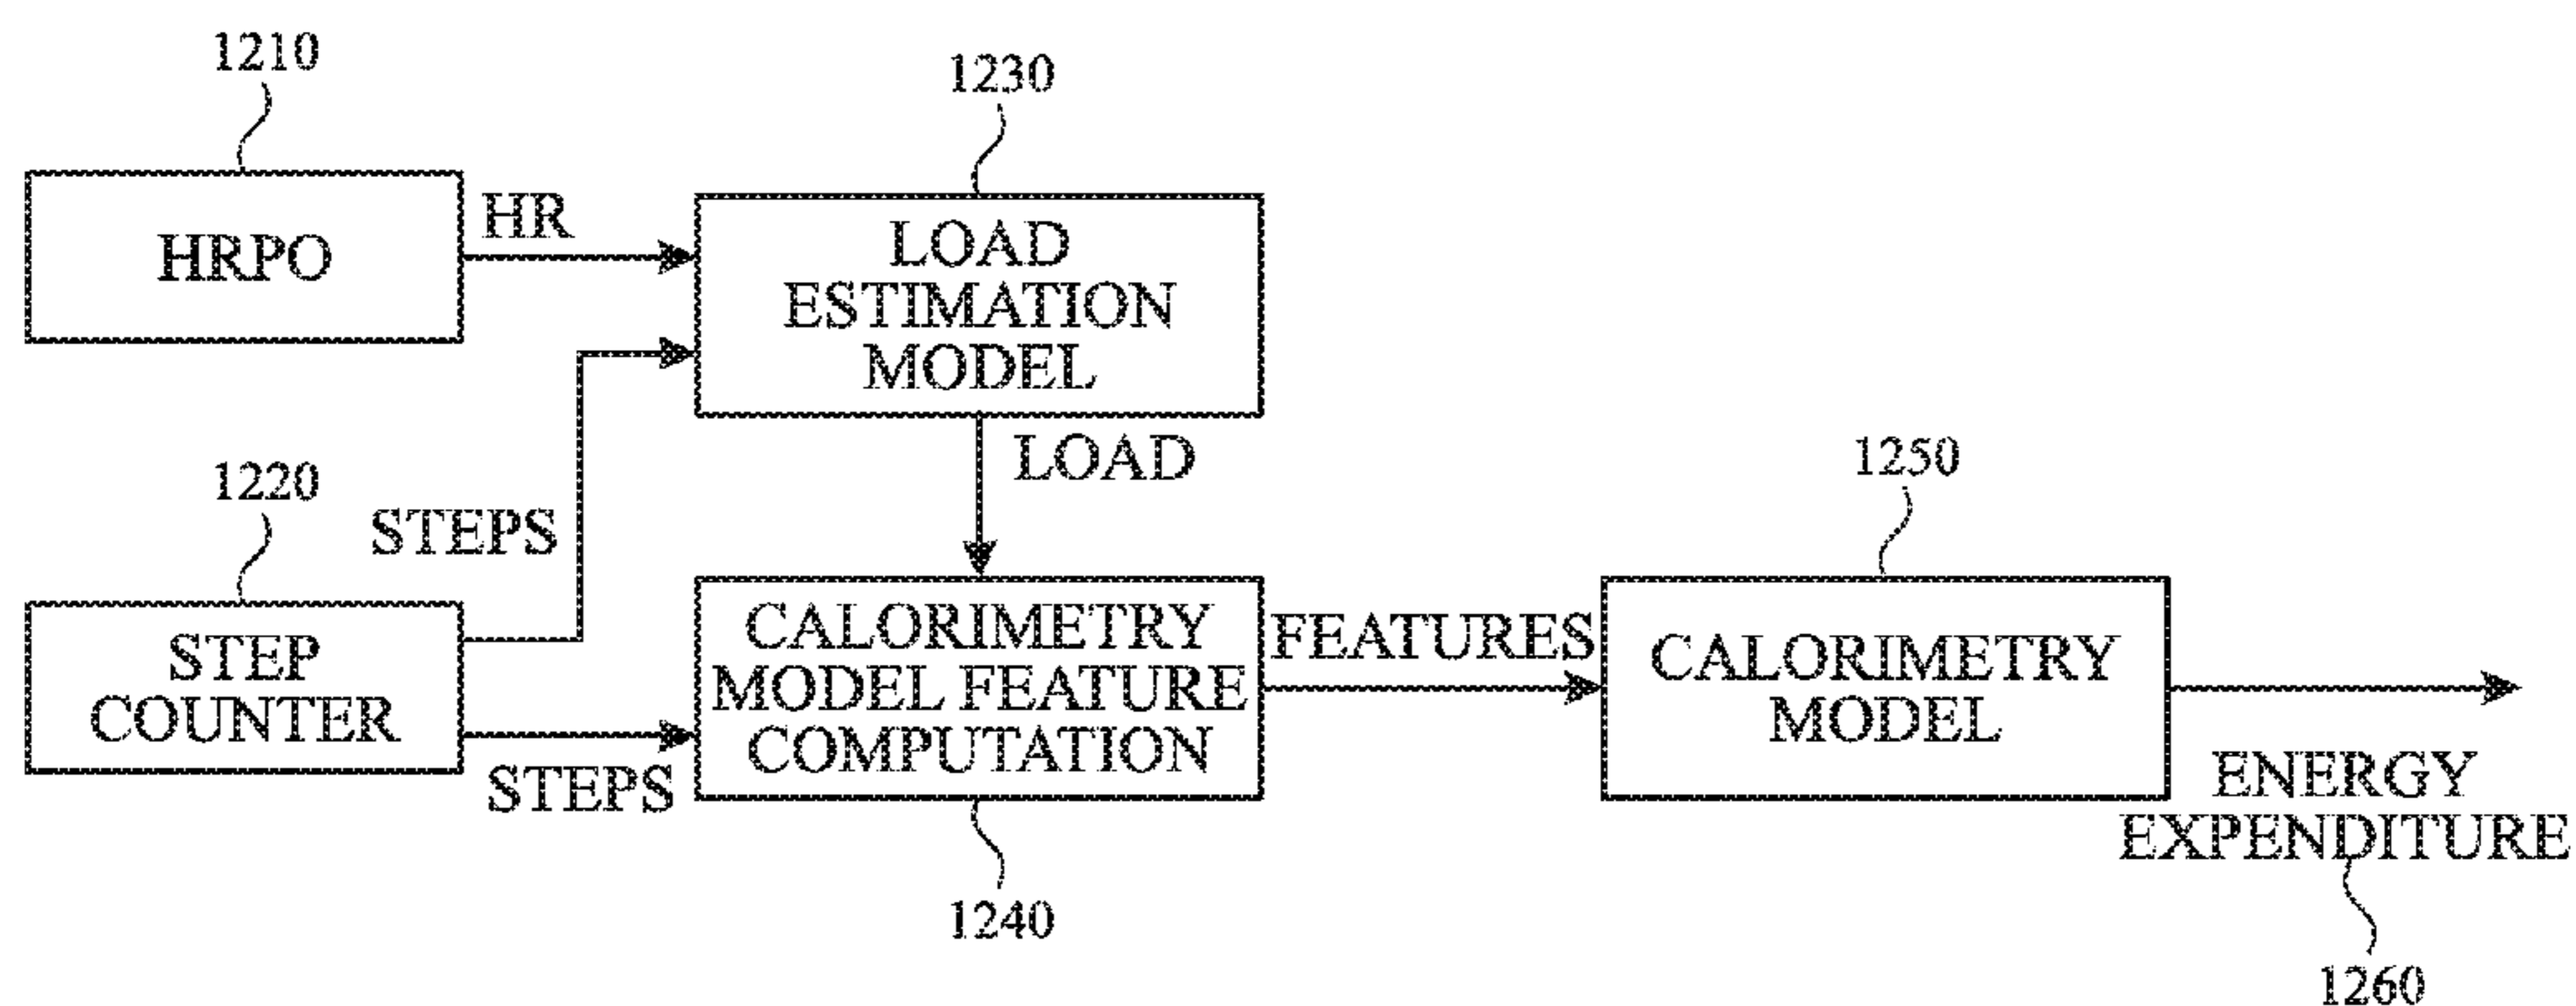 1210
1230
HRPO
HR
LOAD
ESTIMATION
MODEL
LOAD
1220
STEPS
1250
STEP
COUNTER
STEPS
CALORIMETRY
MODEL FEATURE
COMPUTATION
FEATURES
CALORIMETRY
MODEL
ENERGY
EXPENDITURE
1240
1260